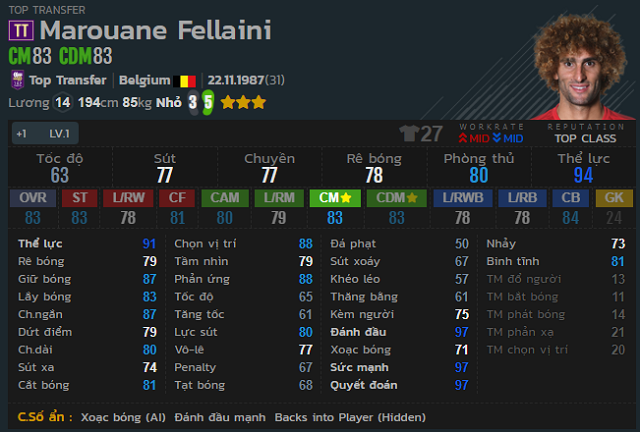 TOP TRANSFER
TT Marouane Fellaini
CM83 CDM83
Top Transfer Belgium 22.11.1987(31)
Lương 14 194cm 85kg Nhỏ 3 5
+1 LV.1 27 WORKRATE MID MID REPUTATION TOP CLASS
Tốc độ Sút Chuyền Rê bóng Phòng thủ Thể lực
63 77 77 78 80 94
OVR ST L/RW CF CAM L/RM CM CDM L/RWB L/RB CB GK
83 83 78 81 80 79 83 83 78 78 84 24
Thể lực 91 Chọn vị trí 88 Đá phạt 50 Nhảy 73
Rê bóng 79 Tầm nhìn 79 Sút xoáy 67 Bình tĩnh 81
Giữ bóng 87 Phản ứng 88 Khéo léo 57 TM đổ người 13
Lấy bóng 83 Tốc độ 65 Thăng bằng 61 TM bắt bóng 11
Ch.ngắn 87 Tăng tốc 61 Kèm người 75 TM phát bóng 14
Dứt điểm 79 Lực sút 80 Đánh đầu 97 TM phản xạ 21
Ch.dài 80 Vô-lê 77 Xoạc bóng 71 TM chọn vị trí 20
Sút xa 74 Penalty 67 Sức mạnh 97
Cắt bóng 81 Tạt bóng 68 Quyết đoán 97
C.Số ẩn : Xoạc bóng (AI) Đánh đầu mạnh Backs into Player (Hidden)